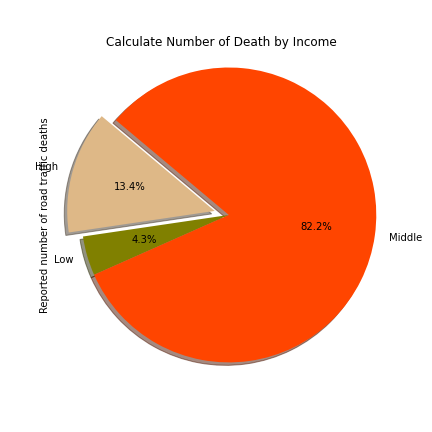 Calculate Number of Death by Income
High
13.4%
Reported number of road traffic deaths
82.2%
Middle
4.3%
Low